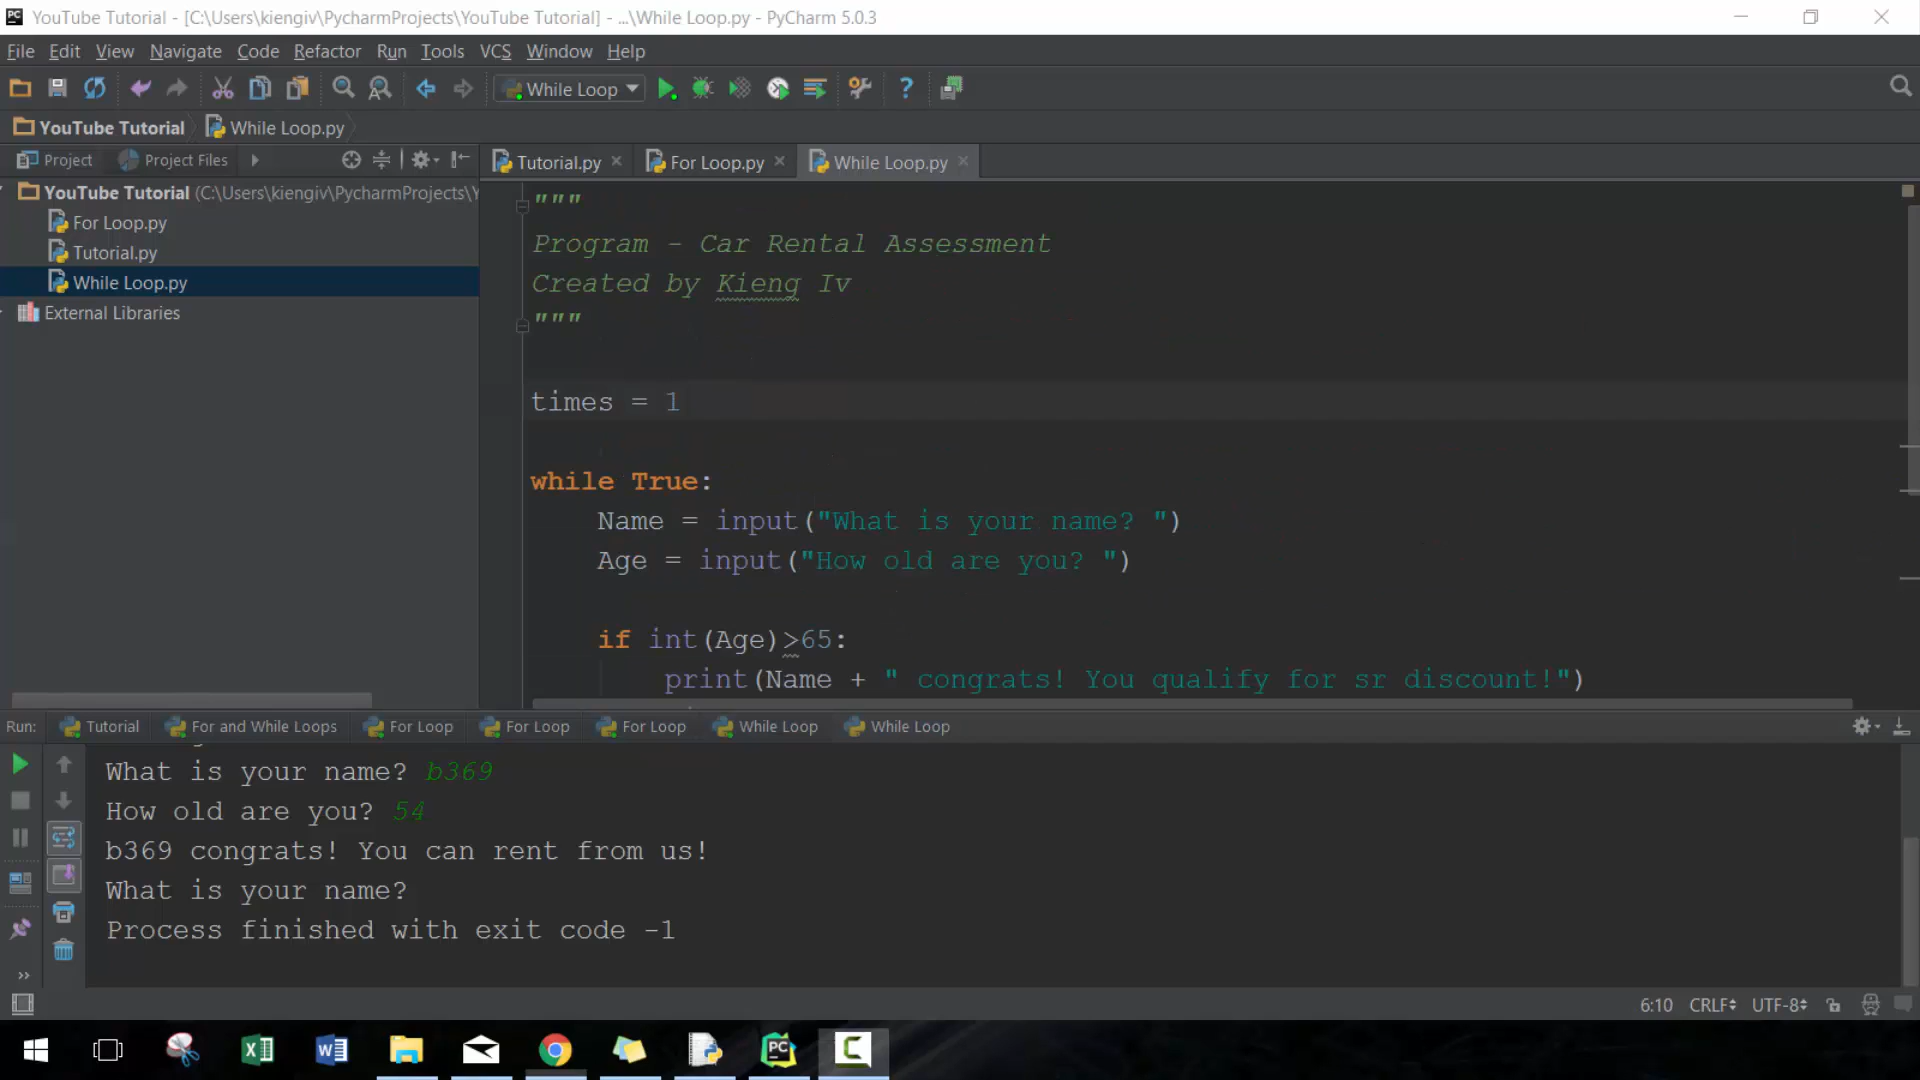 YouTube Tutorial - [C:\Users\kiengiv\PycharmProjects\YouTube Tutorial] - ...\While Loop.py - PyCharm 5.0.3
File Edit View Navigate Code Refactor Run Tools VCS Window Help
While Loop
YouTube Tutorial While Loop.py
Project Project Files
Tutorial.py For Loop.py While Loop.py
YouTube Tutorial (C:\Users\kiengiv\PycharmProjects\Y
For Loop.py
Tutorial.py
While Loop.py
External Libraries
"""
Program - Car Rental Assessment
Created by Kieng Iv
"""
times = 1
while True:
Name = input("What is your name? ")
Age = input("How old are you? ")
if int(Age)>65:
print(Name + " congrats! You qualify for sr discount!")
Run: Tutorial For and While Loops For Loop For Loop For Loop While Loop While Loop
What is your name? b369
How old are you? 54
b369 congrats! You can rent from us!
What is your name?
Process finished with exit code -1
6:10 CRLF UTF-8